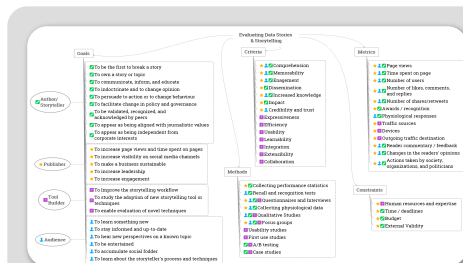 Evaluating Data Stories
& Storytelling
Goals
Author/
Storyteller
To be the first to break a story
To own a story or topic
To communicate, inform, and educate
To indoctrinate and to change opinion
To persuade to action or to change behaviour
To facilitate change in policy and governance
To be validated, recognised, and
acknowledged by peers
To appear as being aligned with journalistic values
To appear as being independent from
corporate interests
Publisher
To increase page views and time spent on pages
To increase visibility on social media channels
To make a business sustainable
To increase leadership
To increase engagement
Tool
Builder
To improve the storytelling workflow
To study the adoption of new storytelling tool or
techniques
To enable evaluation of novel techniques
Audience
To learn something new
To stay informed and up-to-date
To hear new perspectives on a known topic
To be entertained
To accumulate social fodder
To learn about the storyteller's process and techniques
Criteria
Comprehension
Memorability
Enagement
Dissemination
Increased knowledge
Impact
Credibility and trust
Expressiveness
Efficiency
Usability
Learnability
Integration
Extensibility
Collaboration
Methods
Collecting performance statistics
Recall and recognition tests
Questionnaires and Interviews
Collecting physiological data
Qualitative Studies
Focus groups
Usability studies
First use studies
A/B testing
Case studies
Metrics
Page views
Time spent on page
Number of users
Number of likes, comments,
and replies
Number of shares/retweets
Awards / recognition
Physiological responses
Traffic sources
Devices
Outgoing traffic destination
Reader commentary / feedback
Changes in the readers' opinions
Actions taken by society,
organizations, and politicians
Constraints
Human resources and expertise
Time / deadlines
Budget
External Validity